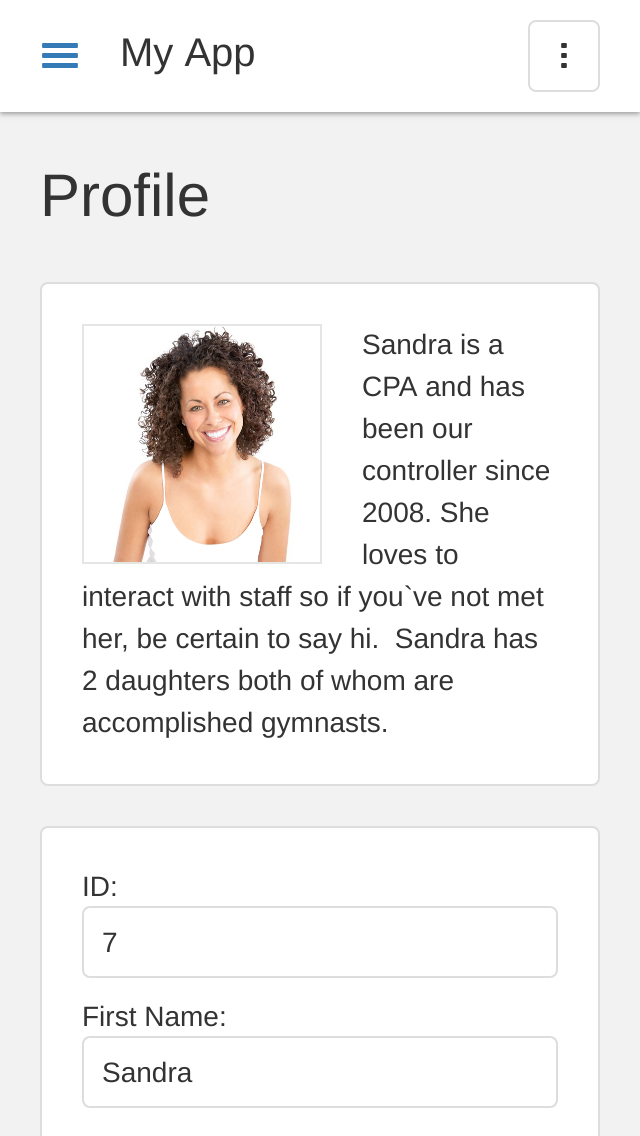 My App
Profile
Sandra is a
CPA and has
been our
controller since
2008. She
loves to
interact with staff so if you`ve not met
her, be certain to say hi.  Sandra has
2 daughters both of whom are
accomplished gymnasts.
ID:
7
First Name:
Sandra